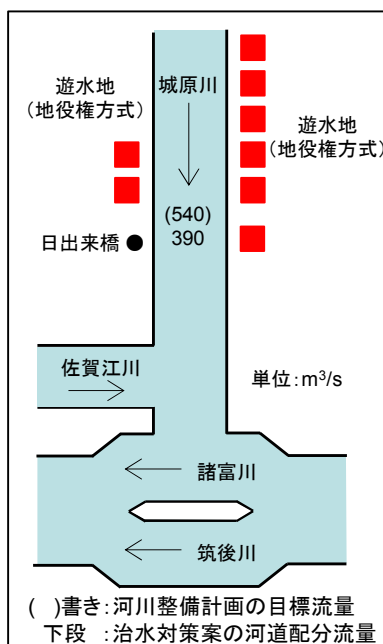 遊水地
(地役権方式)
城原川
遊水地
(地役権方式)
(540)
390
日出来橋
佐賀江川
単位:m³/s
諸富川
筑後川
( )書き:河川整備計画の目標流量
下段 :治水対策案の河道配分流量